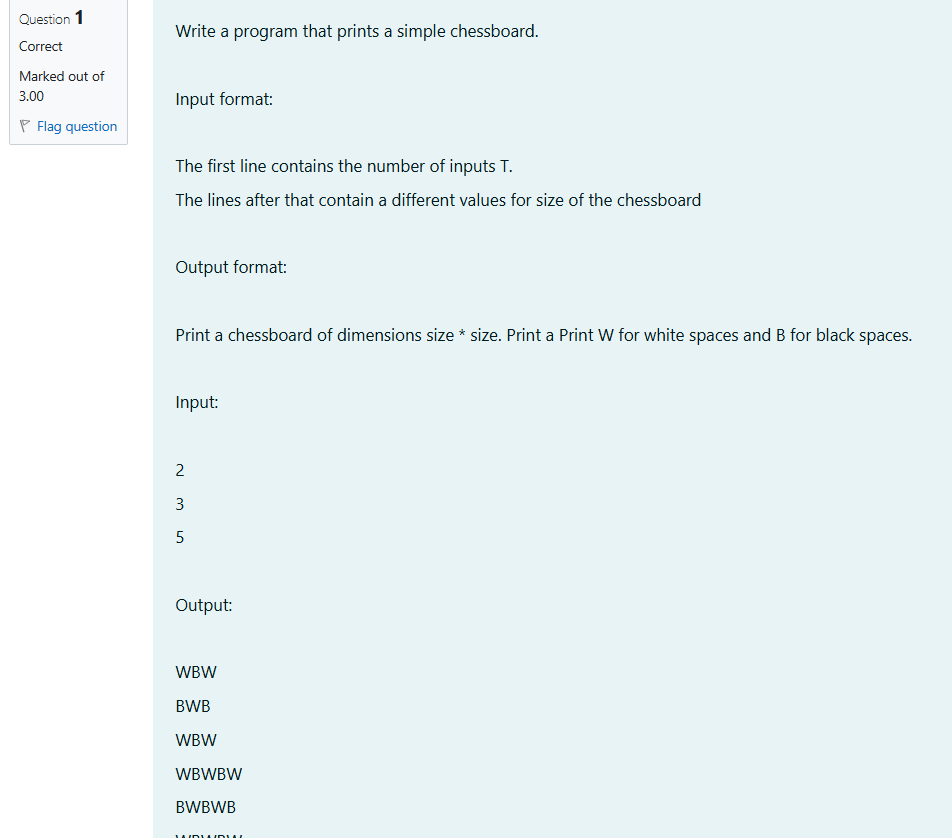 Question 1
Correct
Marked out of
3.00
Flag question
Write a program that prints a simple chessboard.
Input format:
The first line contains the number of inputs T.
The lines after that contain a different values for size of the chessboard
Output format:
Print a chessboard of dimensions size * size. Print a Print W for white spaces and B for black spaces.
Input:
2
3
5
Output:
WBW
BWB
WBW
WBWBW
BWBWB
WBWBW